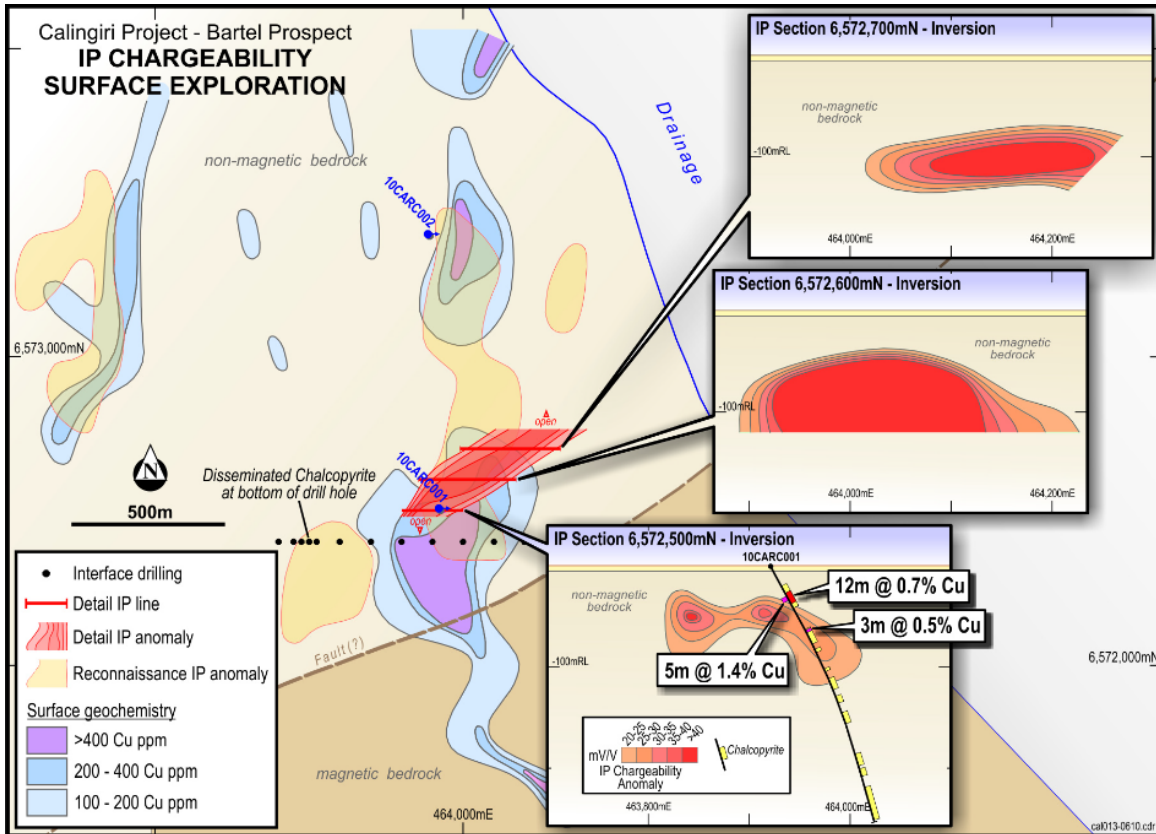 Calingiri Project - Bartel Prospect
IP CHARGEABILITY
SURFACE EXPLORATION
non-magnetic bedrock
Drainage
10CARC002
6,573,000mN
open
10CARC001
open
Disseminated Chalcopyrite
at bottom of drill hole
N
500m
Fault(?)
magnetic bedrock
464,000mE
6,572,000mN
Interface drilling
Detail IP line
Detail IP anomaly
Reconnaissance IP anomaly
Surface geochemistry
>400 Cu ppm
200 - 400 Cu ppm
100 - 200 Cu ppm
IP Section 6,572,700mN - Inversion
non-magnetic
bedrock
-100mRL
464,000mE
464,200mE
IP Section 6,572,600mN - Inversion
non-magnetic
bedrock
-100mRL
464,000mE
464,200mE
IP Section 6,572,500mN - Inversion
10CARC001
non-magnetic
bedrock
12m @ 0.7% Cu
3m @ 0.5% Cu
5m @ 1.4% Cu
-100mRL
20-25
25-30
30-35
35-40
>40
mV/V
IP Chargeability
Anomaly
Chalcopyrite
463,800mE
464,000mE
cal013-0610.cdr